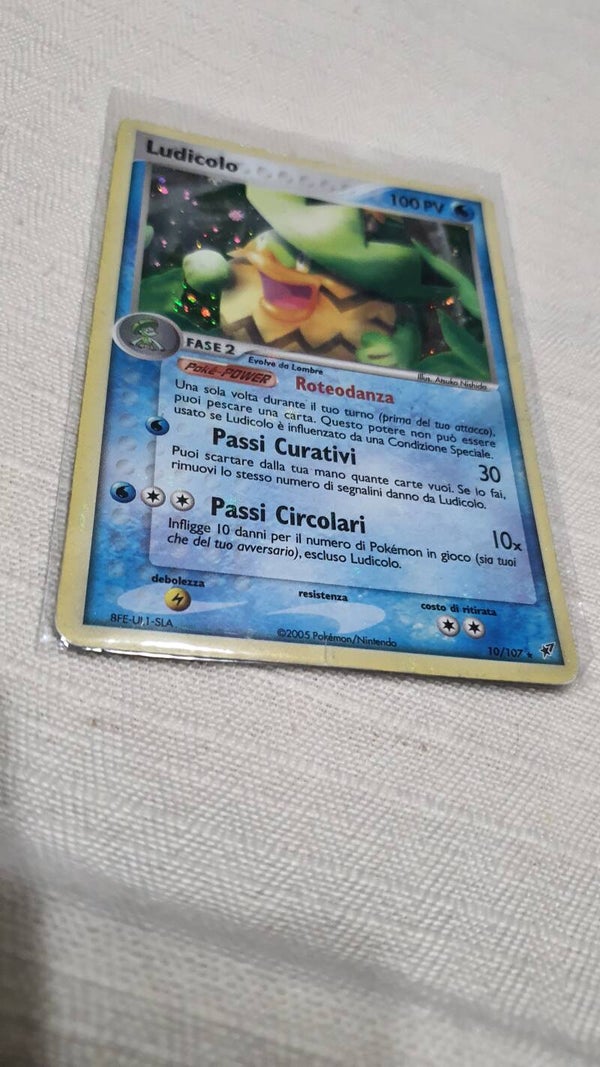 Ludicolo
100 PV
FASE 2
Evolve da Lombre
Illus. Atsuko Nishida
Poké-POWER
Roteodanza
Una sola volta durante il tuo turno (prima del tuo attacco),
puoi pescare una carta. Questo potere non può essere
usato se Ludicolo è influenzato da una Condizione Speciale.
Passi Curativi 30
Puoi scartare dalla tua mano quante carte vuoi. Se lo fai,
rimuovi lo stesso numero di segnalini danno da Ludicolo.
Passi Circolari 10x
Infligge 10 danni per il numero di Pokémon in gioco (sia tuoi
che del tuo avversario), escluso Ludicolo.
debolezza
resistenza
costo di ritirata
8FE-UL1-SLA
©2005 Pokémon/Nintendo
10/107 ★